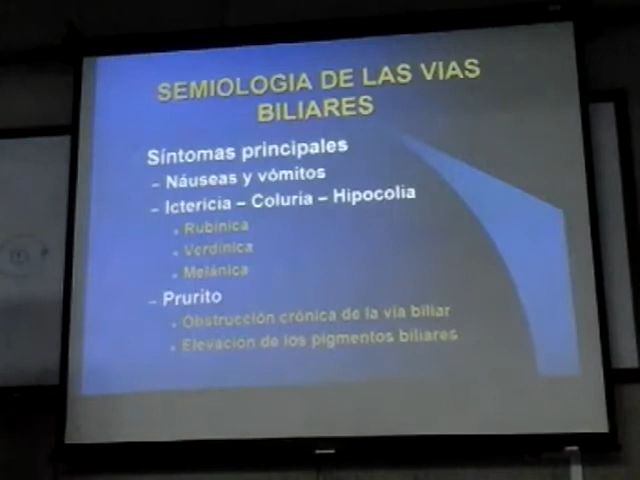 SEMIOLOGIA DE LAS VIAS
BILIARES
Síntomas principales
– Náuseas y vómitos
– Ictericia – Coluria – Hipocolia
• Rubínica
• Verdínica
• Melánica
– Prurito
• Obstrucción crónica de la vía biliar
• Elevación de los pigmentos biliares